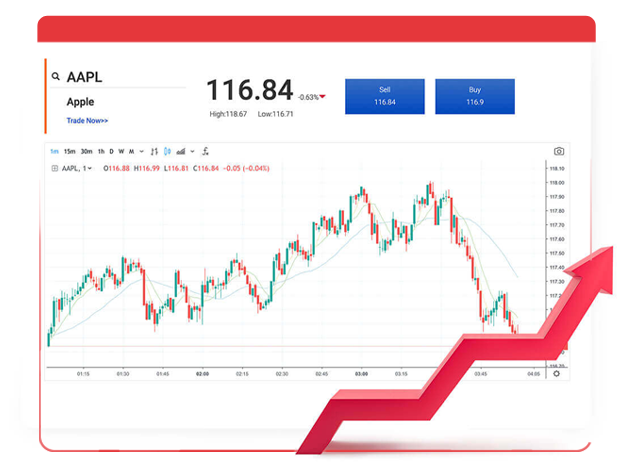 AAPL
Apple
Trade Now>>
116.84 -0.63%
High:118.67 Low:116.71
Sell
116.84
Buy
116.9
1m 15m 30m 1h D W M
AAPL, 1 O116.88 H116.99 L116.81 C116.84 -0.05 (-0.04%)
118.10
118.00
117.90
117.80
117.70
117.60
117.50
117.40
117.30
117.2
117.1
01:15 01:30 01:45 02:00 02:15 02:30 02:45 03:00 03:15 03:45 04:05